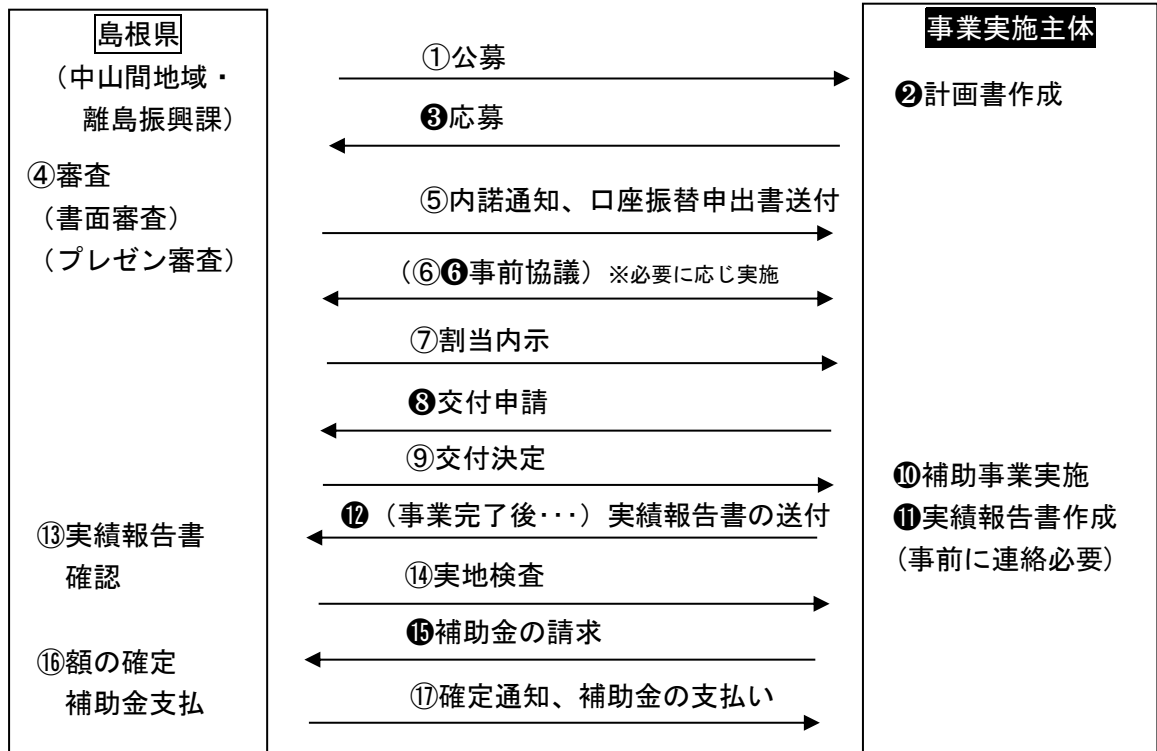 島根県
(中山間地域・
離島振興課)
事業実施主体
①公募
❷計画書作成
❸応募
④審査
(書面審査)
(プレゼン審査)
⑤内諾通知、口座振替申出書送付
(⑥❻事前協議)※必要に応じ実施
⑦割当内示
❽交付申請
⑨交付決定
❿補助事業実施
⓫実績報告書作成
(事前に連絡必要)
⓬(事業完了後･･･)実績報告書の送付
⑬実績報告書
確認
⑭実地検査
⓯補助金の請求
⑯額の確定
補助金支払
⑰確定通知、補助金の支払い